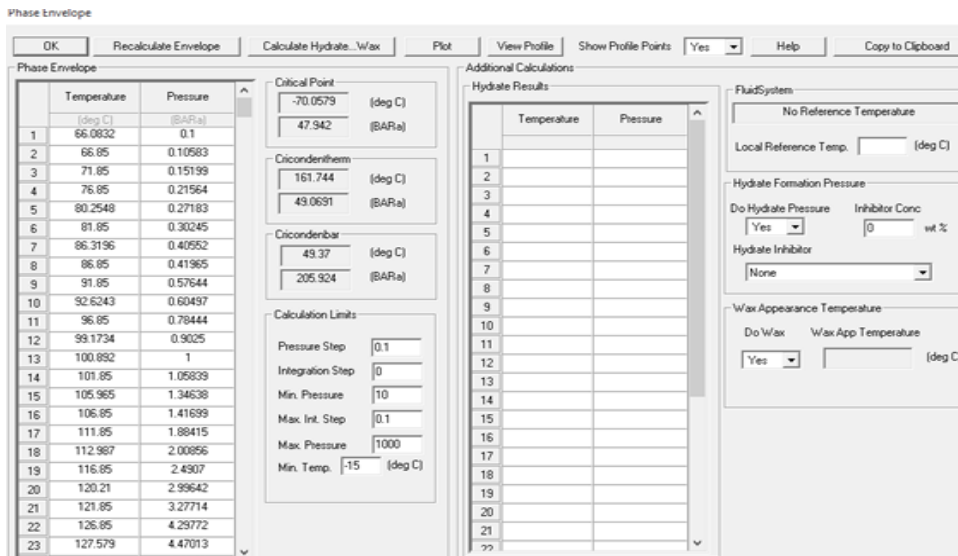 Phase Envelope
OK Recalculate Envelope Calculate Hydrate...Wax Plot View Profile Show Profile Points Yes Help Copy to Clipboard
Phase Envelope
Temperature Pressure
(deg C) (BARa)
1 66.0832 0.1
2 66.85 0.10583
3 71.85 0.15199
4 76.85 0.21564
5 80.2548 0.27183
6 81.85 0.30245
7 86.3196 0.40552
8 86.85 0.41965
9 91.85 0.57644
10 92.6243 0.60497
11 96.85 0.78444
12 99.1734 0.9025
13 100.892 1
14 101.85 1.05839
15 105.965 1.34638
16 106.85 1.41699
17 111.85 1.88415
18 112.987 2.00856
19 116.85 2.4907
20 120.21 2.99642
21 121.85 3.27714
22 126.85 4.29772
23 127.579 4.47013
Critical Point
-70.0579 (deg C)
47.942 (BARa)
Cricondentherm
161.744 (deg C)
49.0691 (BARa)
Cricondenbar
49.37 (deg C)
205.924 (BARa)
Calculation Limits
Pressure Step 0.1
Integration Step 0
Min. Pressure 10
Max. Int. Step 0.1
Max. Pressure 1000
Min. Temp. -15 (deg C)
Additional Calculations
Hydrate Results
Temperature Pressure
1
2
3
4
5
6
7
8
9
10
11
12
13
14
15
16
17
18
19
20
21
22
FluidSystem
No Reference Temperature
Local Reference Temp. (deg C)
Hydrate Formation Pressure
Do Hydrate Pressure Inhibitor Conc
Yes 0 wt %
Hydrate Inhibitor
None
Wax Appearance Temperature
Do Wax Wax App Temperature
Yes (deg C